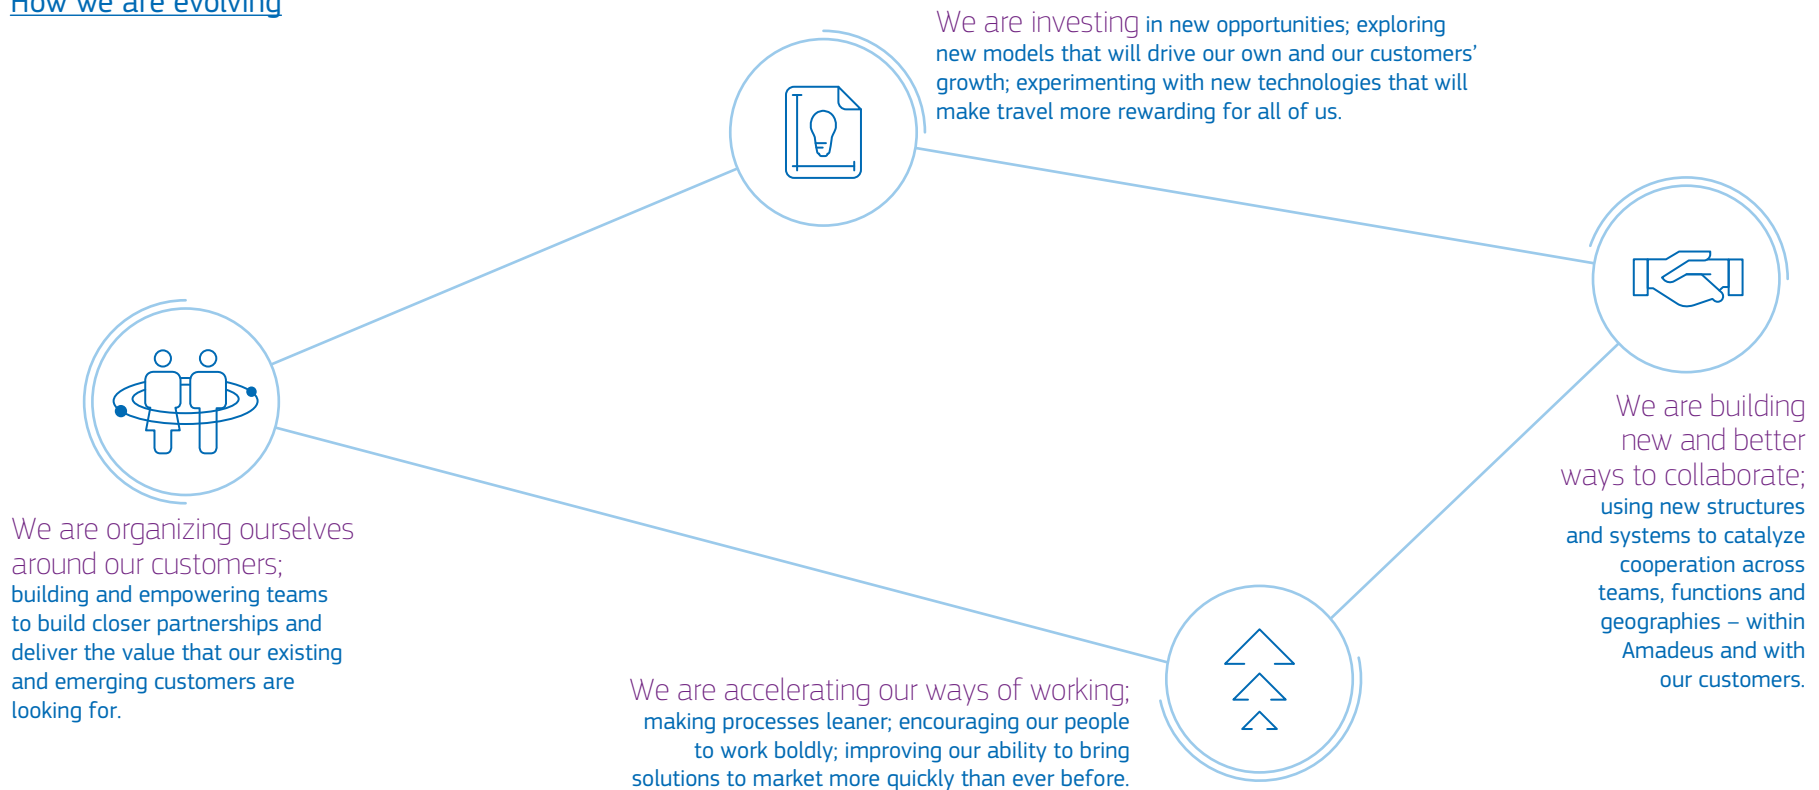 How we are evolving
We are investing in new opportunities; exploring
new models that will drive our own and our customers’
growth; experimenting with new technologies that will
make travel more rewarding for all of us.
We are building
new and better
ways to collaborate;
using new structures
and systems to catalyze
cooperation across
teams, functions and
geographies – within
Amadeus and with
our customers.
We are organizing ourselves
around our customers;
building and empowering teams
to build closer partnerships and
deliver the value that our existing
and emerging customers are
looking for.
We are accelerating our ways of working;
making processes leaner; encouraging our people
to work boldly; improving our ability to bring
solutions to market more quickly than ever before.